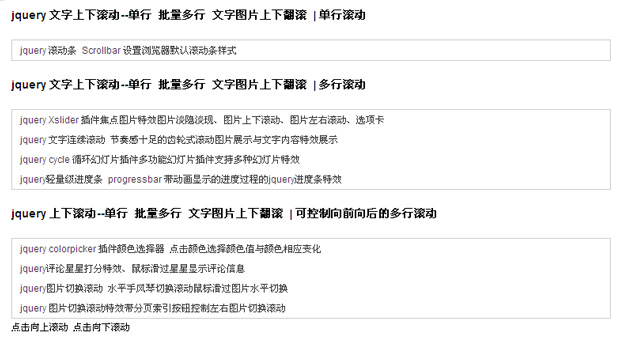 jquery 文字上下滚动--单行 批量多行 文字图片上下翻滚 | 单行滚动
jquery 滚动条 Scrollbar 设置浏览器默认滚动条样式
jquery 文字上下滚动--单行 批量多行 文字图片上下翻滚 | 多行滚动
jquery Xslider 插件焦点图片特效图片淡隐淡现、图片上下滚动、图片左右滚动、选项卡
jquery 文字连续滚动 节奏感十足的齿轮式滚动图片展示与文字内容特效展示
jquery cycle 循环幻灯片插件多功能幻灯片插件支持多种幻灯片特效
jquery轻量级进度条 progressbar 带动画显示的进度过程的jquery进度条特效
jquery 上下滚动--单行 批量多行 文字图片上下翻滚 | 可控制向前向后的多行滚动
jquery colorpicker 插件颜色选择器 点击颜色选择颜色值与颜色相应变化
jquery评论星星打分特效、鼠标滑过星星显示评论信息
jquery图片切换滚动 水平手风琴切换滚动鼠标滑过图片水平切换
jquery 图片切换滚动特效带分页索引按钮控制左右图片切换滚动
点击向上滚动 点击向下滚动